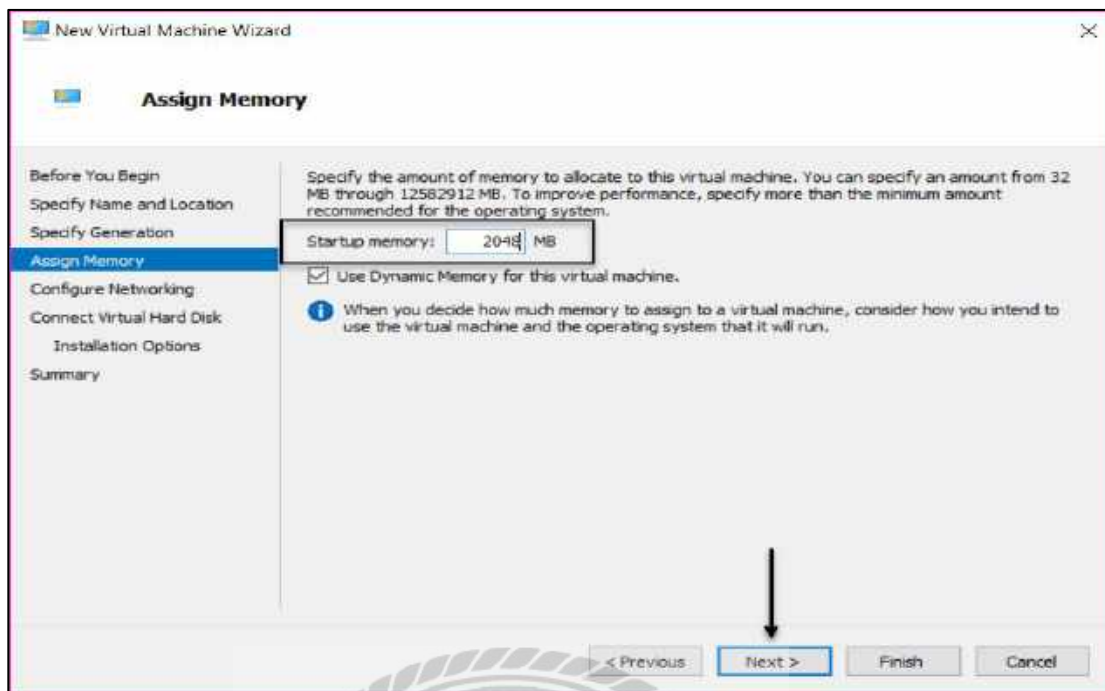 New Virtual Machine Wizard
Assign Memory
Before You Begin
Specify Name and Location
Specify Generation
Assign Memory
Configure Networking
Connect Virtual Hard Disk
Installation Options
Summary
Specify the amount of memory to allocate to this virtual machine. You can specify an amount from 32
MB through 12582912 MB. To improve performance, specify more than the minimum amount
recommended for the operating system.
Startup memory: 2048 MB
Use Dynamic Memory for this virtual machine.
When you decide how much memory to assign to a virtual machine, consider how you intend to
use the virtual machine and the operating system that it will run.
< Previous Next > Finish Cancel